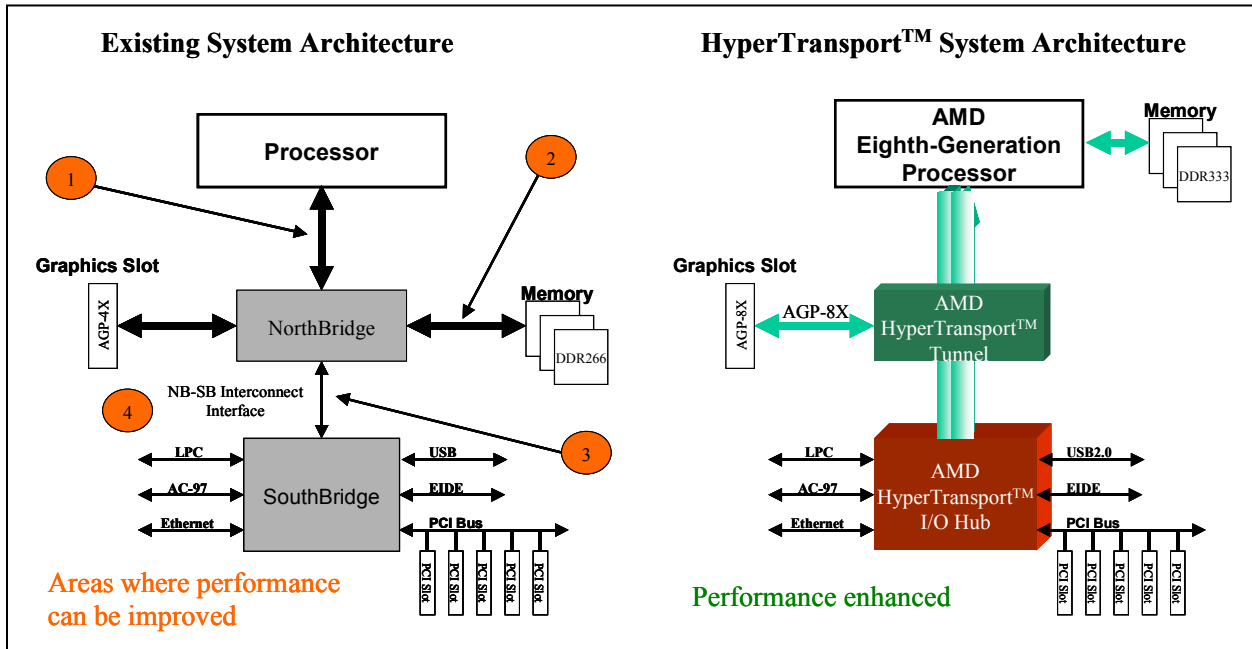 Existing System Architecture
Processor
1
2
Graphics Slot
AGP-4X
NorthBridge
Memory
DDR266
NB-SB Interconnect
Interface
4
3
LPC
AC-97
Ethernet
SouthBridge
USB
EIDE
PCI Bus
PCI Slot
PCI Slot
PCI Slot
PCI Slot
PCI Slot
Areas where performance
can be improved
HyperTransport™ System Architecture
AMD
Eighth-Generation
Processor
Memory
DDR333
Graphics Slot
AGP-8X
AGP-8X
AMD
HyperTransport™
Tunnel
LPC
AC-97
Ethernet
AMD
HyperTransport™
I/O Hub
USB2.0
EIDE
PCI Bus
PCI Slot
PCI Slot
PCI Slot
PCI Slot
PCI Slot
Performance enhanced